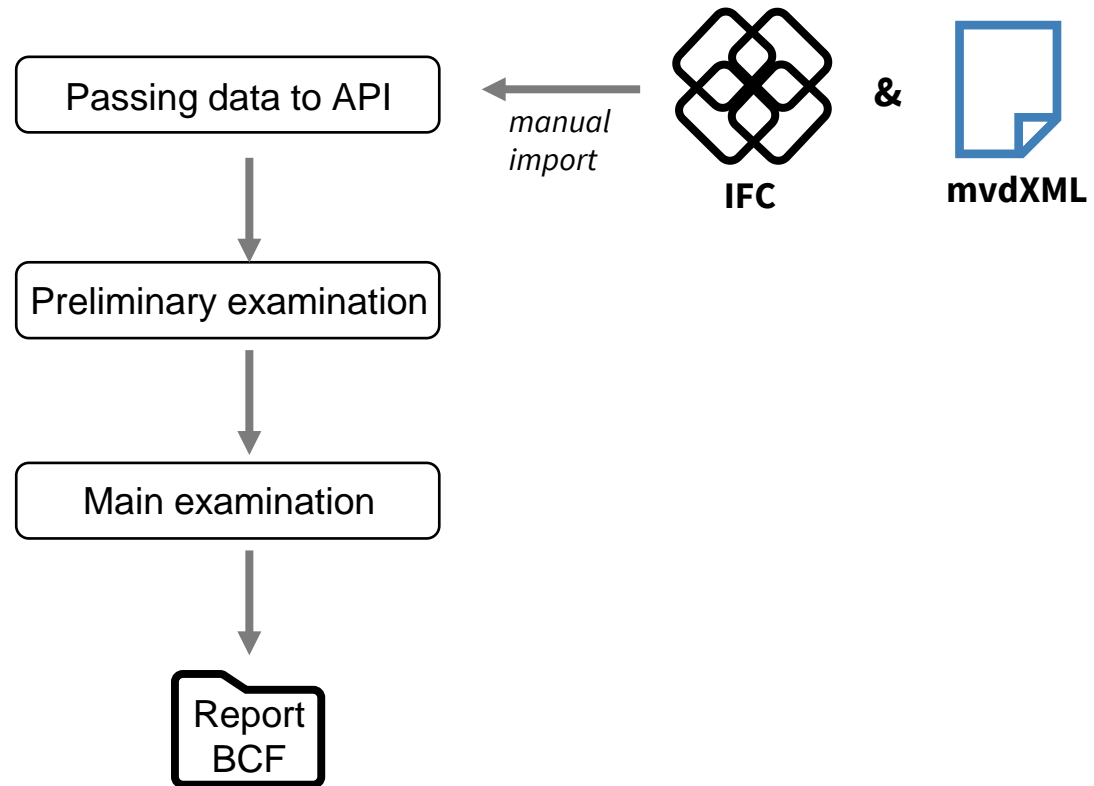 Passing data to API
manual
import
&
IFC
mvdXML
Preliminary examination
Main examination
Report
BCF